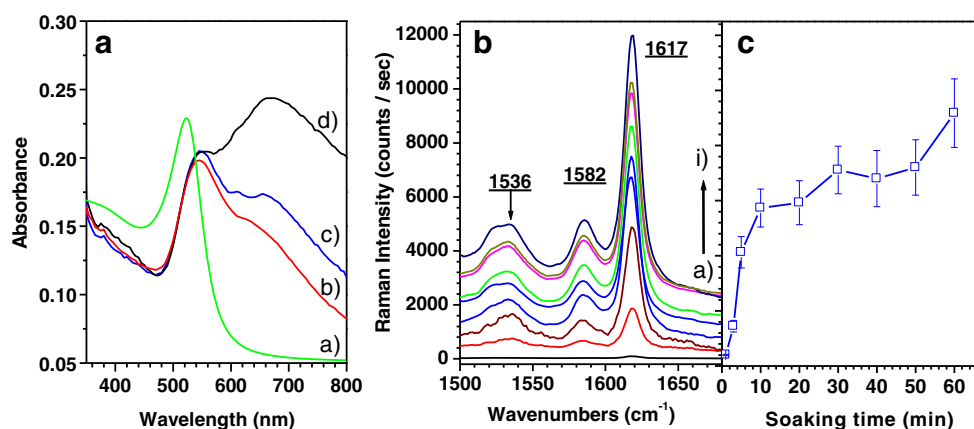 a
0.30
0.25
0.20
0.15
0.10
0.05
400 500 600 700 800
Absorbance
Wavelength (nm)
d)
c)
b)
a)
b
14000
12000
10000
8000
6000
4000
2000
0
1500 1550 1600 1650
Raman Intensity (counts / sec)
Wavenumbers (cm⁻¹)
1536
1582
1617
i)
a)
c
0 10 20 30 40 50 60
Soaking time (min)